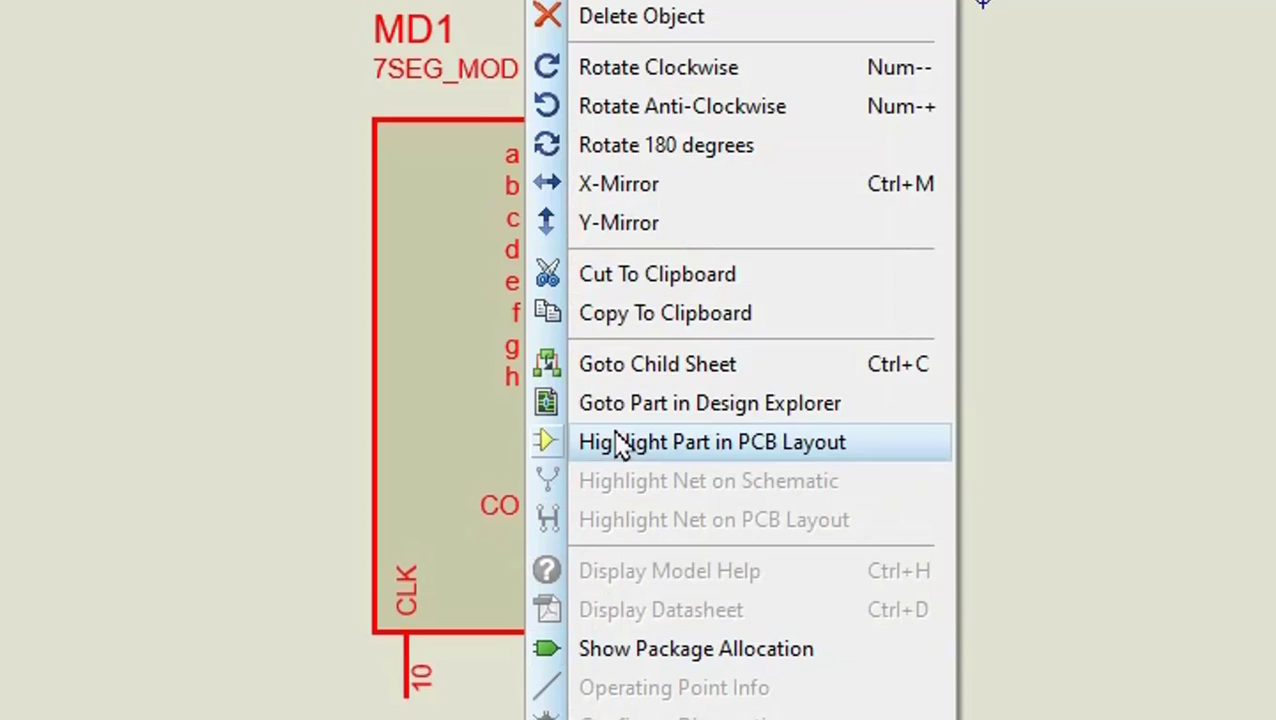 MD1
7SEG_MOD
a
b
c
d
e
f
g
h
CO
CLK
10
Delete Object
Rotate Clockwise Num--
Rotate Anti-Clockwise Num-+
Rotate 180 degrees
X-Mirror Ctrl+M
Y-Mirror
Cut To Clipboard
Copy To Clipboard
Goto Child Sheet Ctrl+C
Goto Part in Design Explorer
Highlight Part in PCB Layout
Highlight Net on Schematic
Highlight Net on PCB Layout
Display Model Help Ctrl+H
Display Datasheet Ctrl+D
Show Package Allocation
Operating Point Info